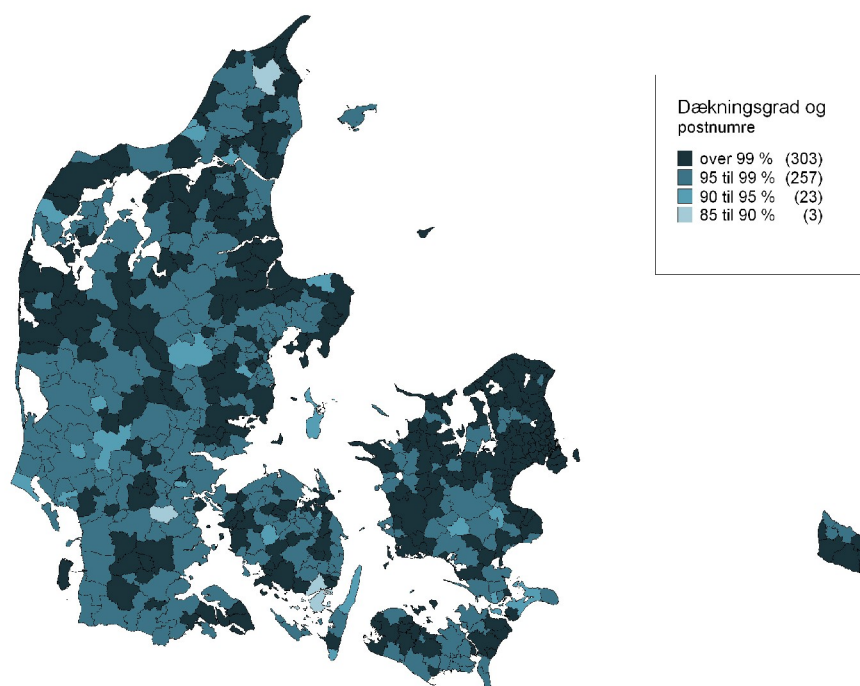 Dækningsgrad og
postnumre
over 99 % (303)
95 til 99 % (257)
90 til 95 % (23)
85 til 90 % (3)